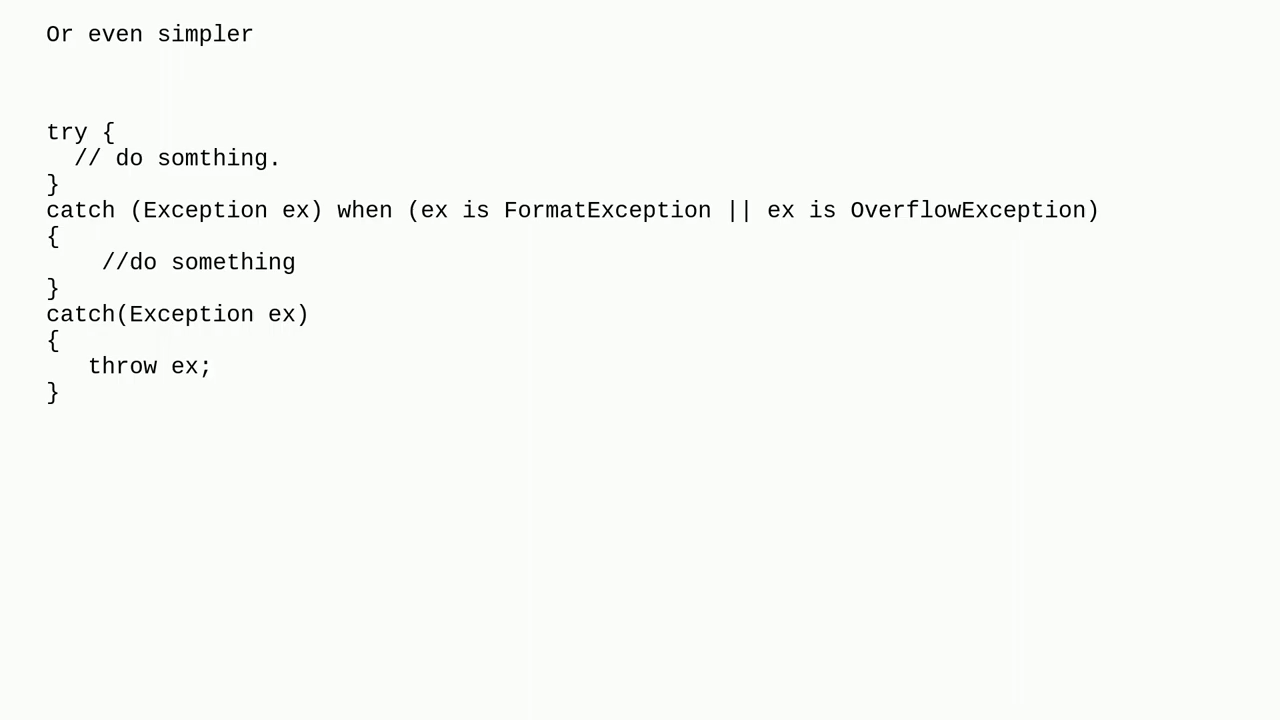 Or even simpler
try {
  // do somthing.
}
catch (Exception ex) when (ex is FormatException || ex is OverflowException)
{
    //do something
}
catch(Exception ex)
{
   throw ex;
}